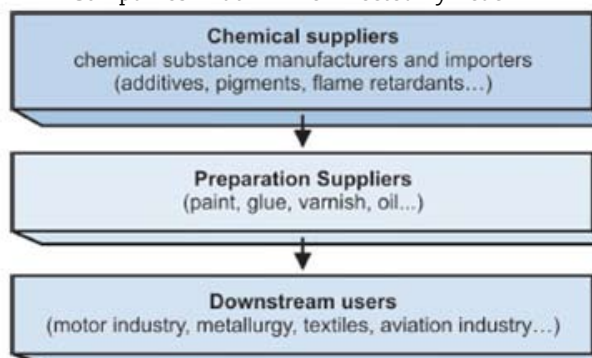 Chemical suppliers
chemical substance manufacturers and importers
(additives, pigments, flame retardants…)
Preparation Suppliers
(paint, glue, varnish, oil...)
Downstream users
(motor industry, metallurgy, textiles, aviation industry…)